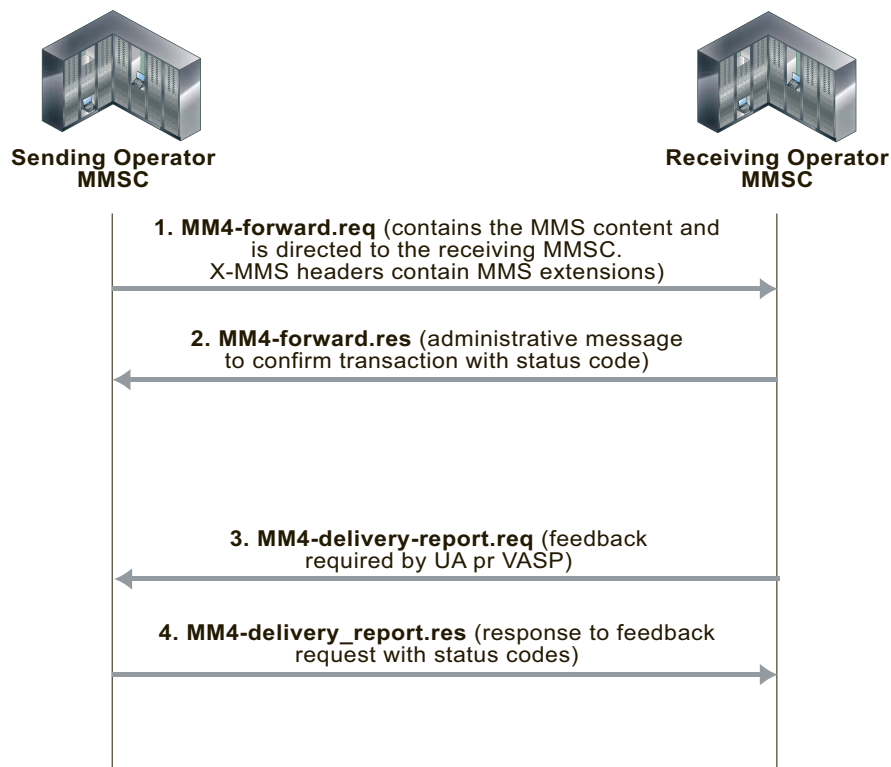 Sending Operator
MMSC
Receiving Operator
MMSC
1. MM4-forward.req (contains the MMS content and
is directed to the receiving MMSC.
X-MMS headers contain MMS extensions)
2. MM4-forward.res (administrative message
to confirm transaction with status code)
3. MM4-delivery-report.req (feedback
required by UA pr VASP)
4. MM4-delivery_report.res (response to feedback
request with status codes)